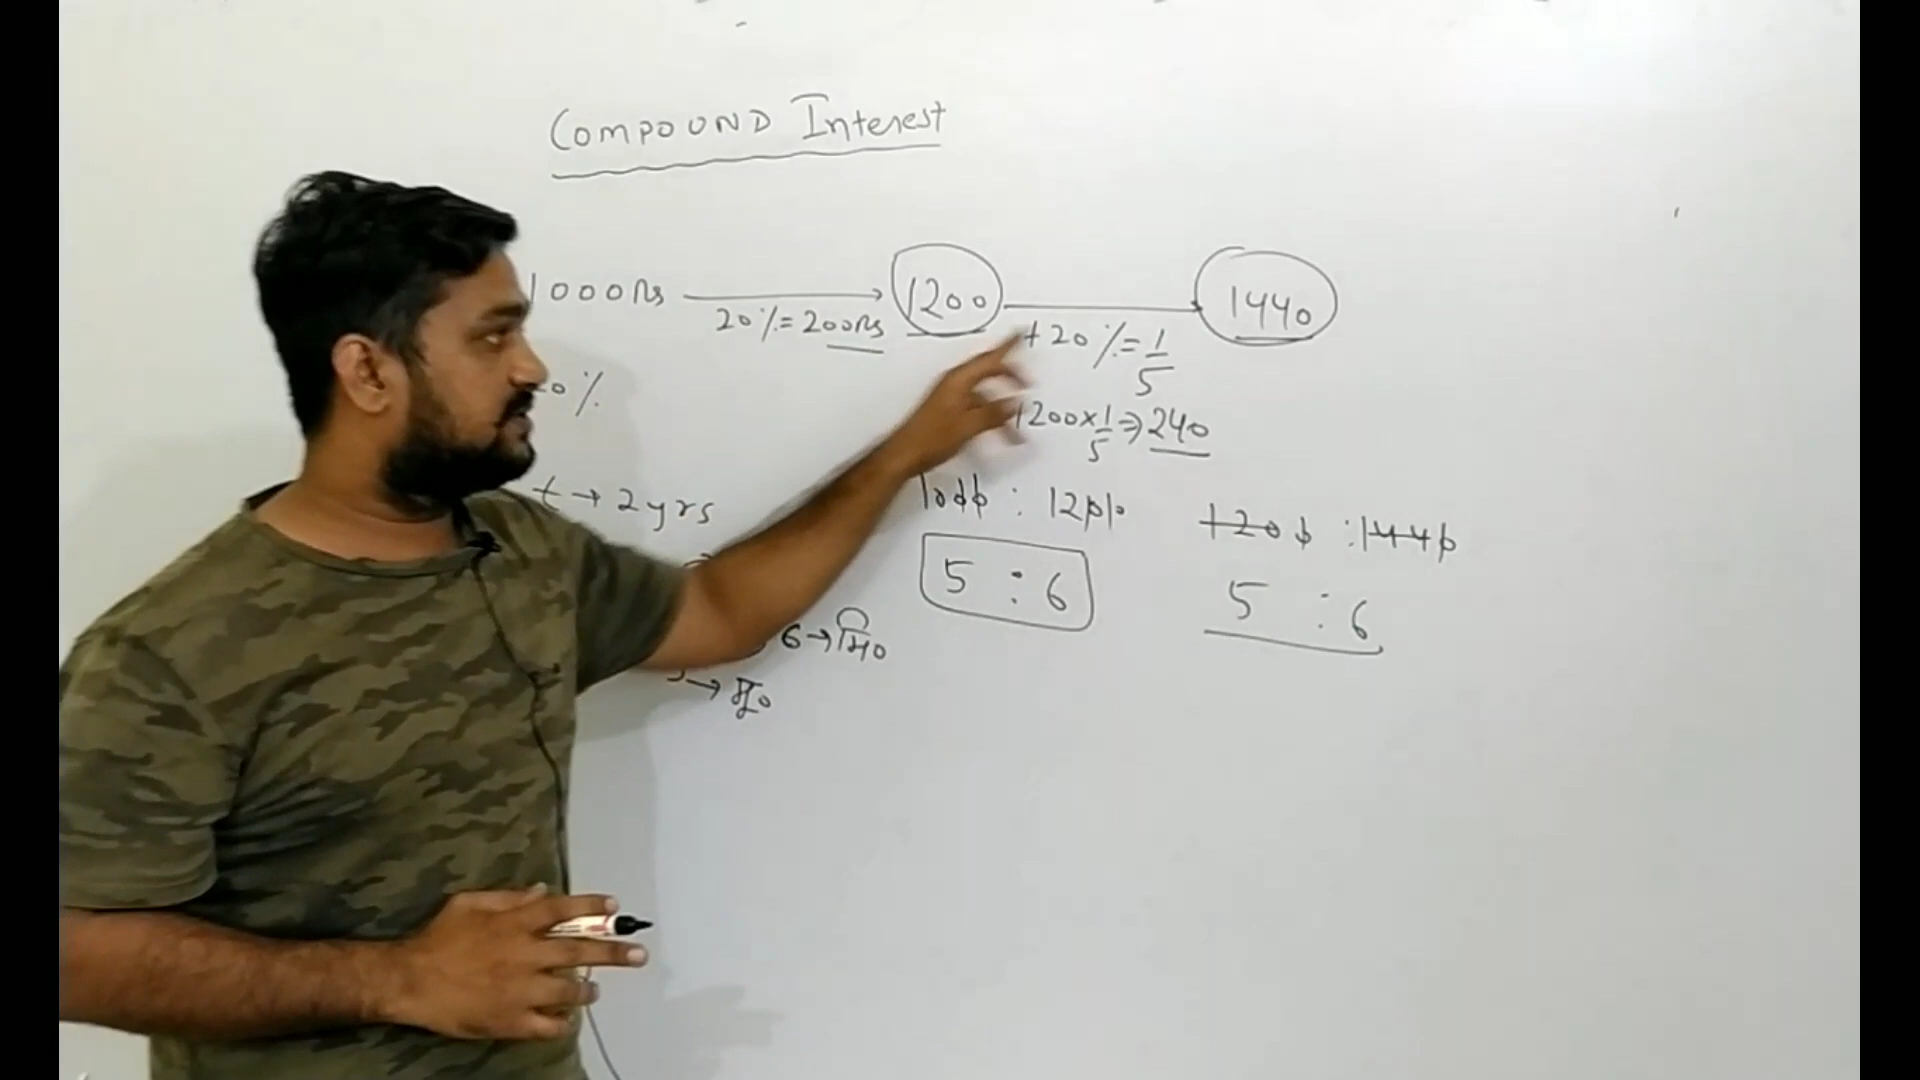 COMPOUND Interest
1000Rs → 1200 → 1440
20%=200Rs +20%=1/5
0%
1200×1/5⇒240
t→2yrs
1000 : 1200 1200 : 1440
5 : 6 5 : 6
6→मि०
→मू०